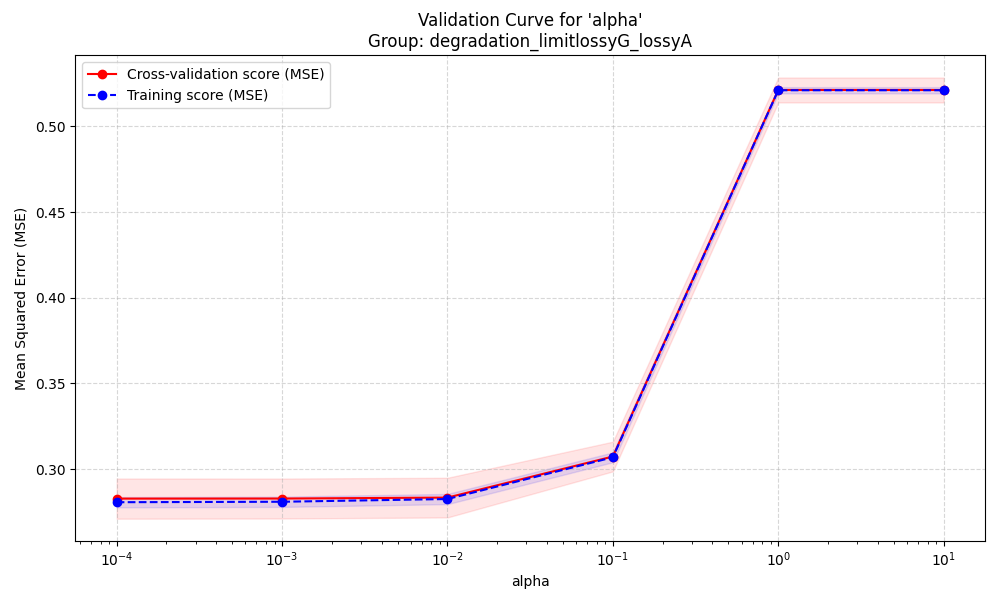 Validation Curve for 'alpha'
Group: degradation_limitlossyG_lossyA
Cross-validation score (MSE)
Training score (MSE)
Mean Squared Error (MSE)
0.50
0.45
0.40
0.35
0.30
10⁻⁴
10⁻³
10⁻²
10⁻¹
10⁰
10¹
alpha